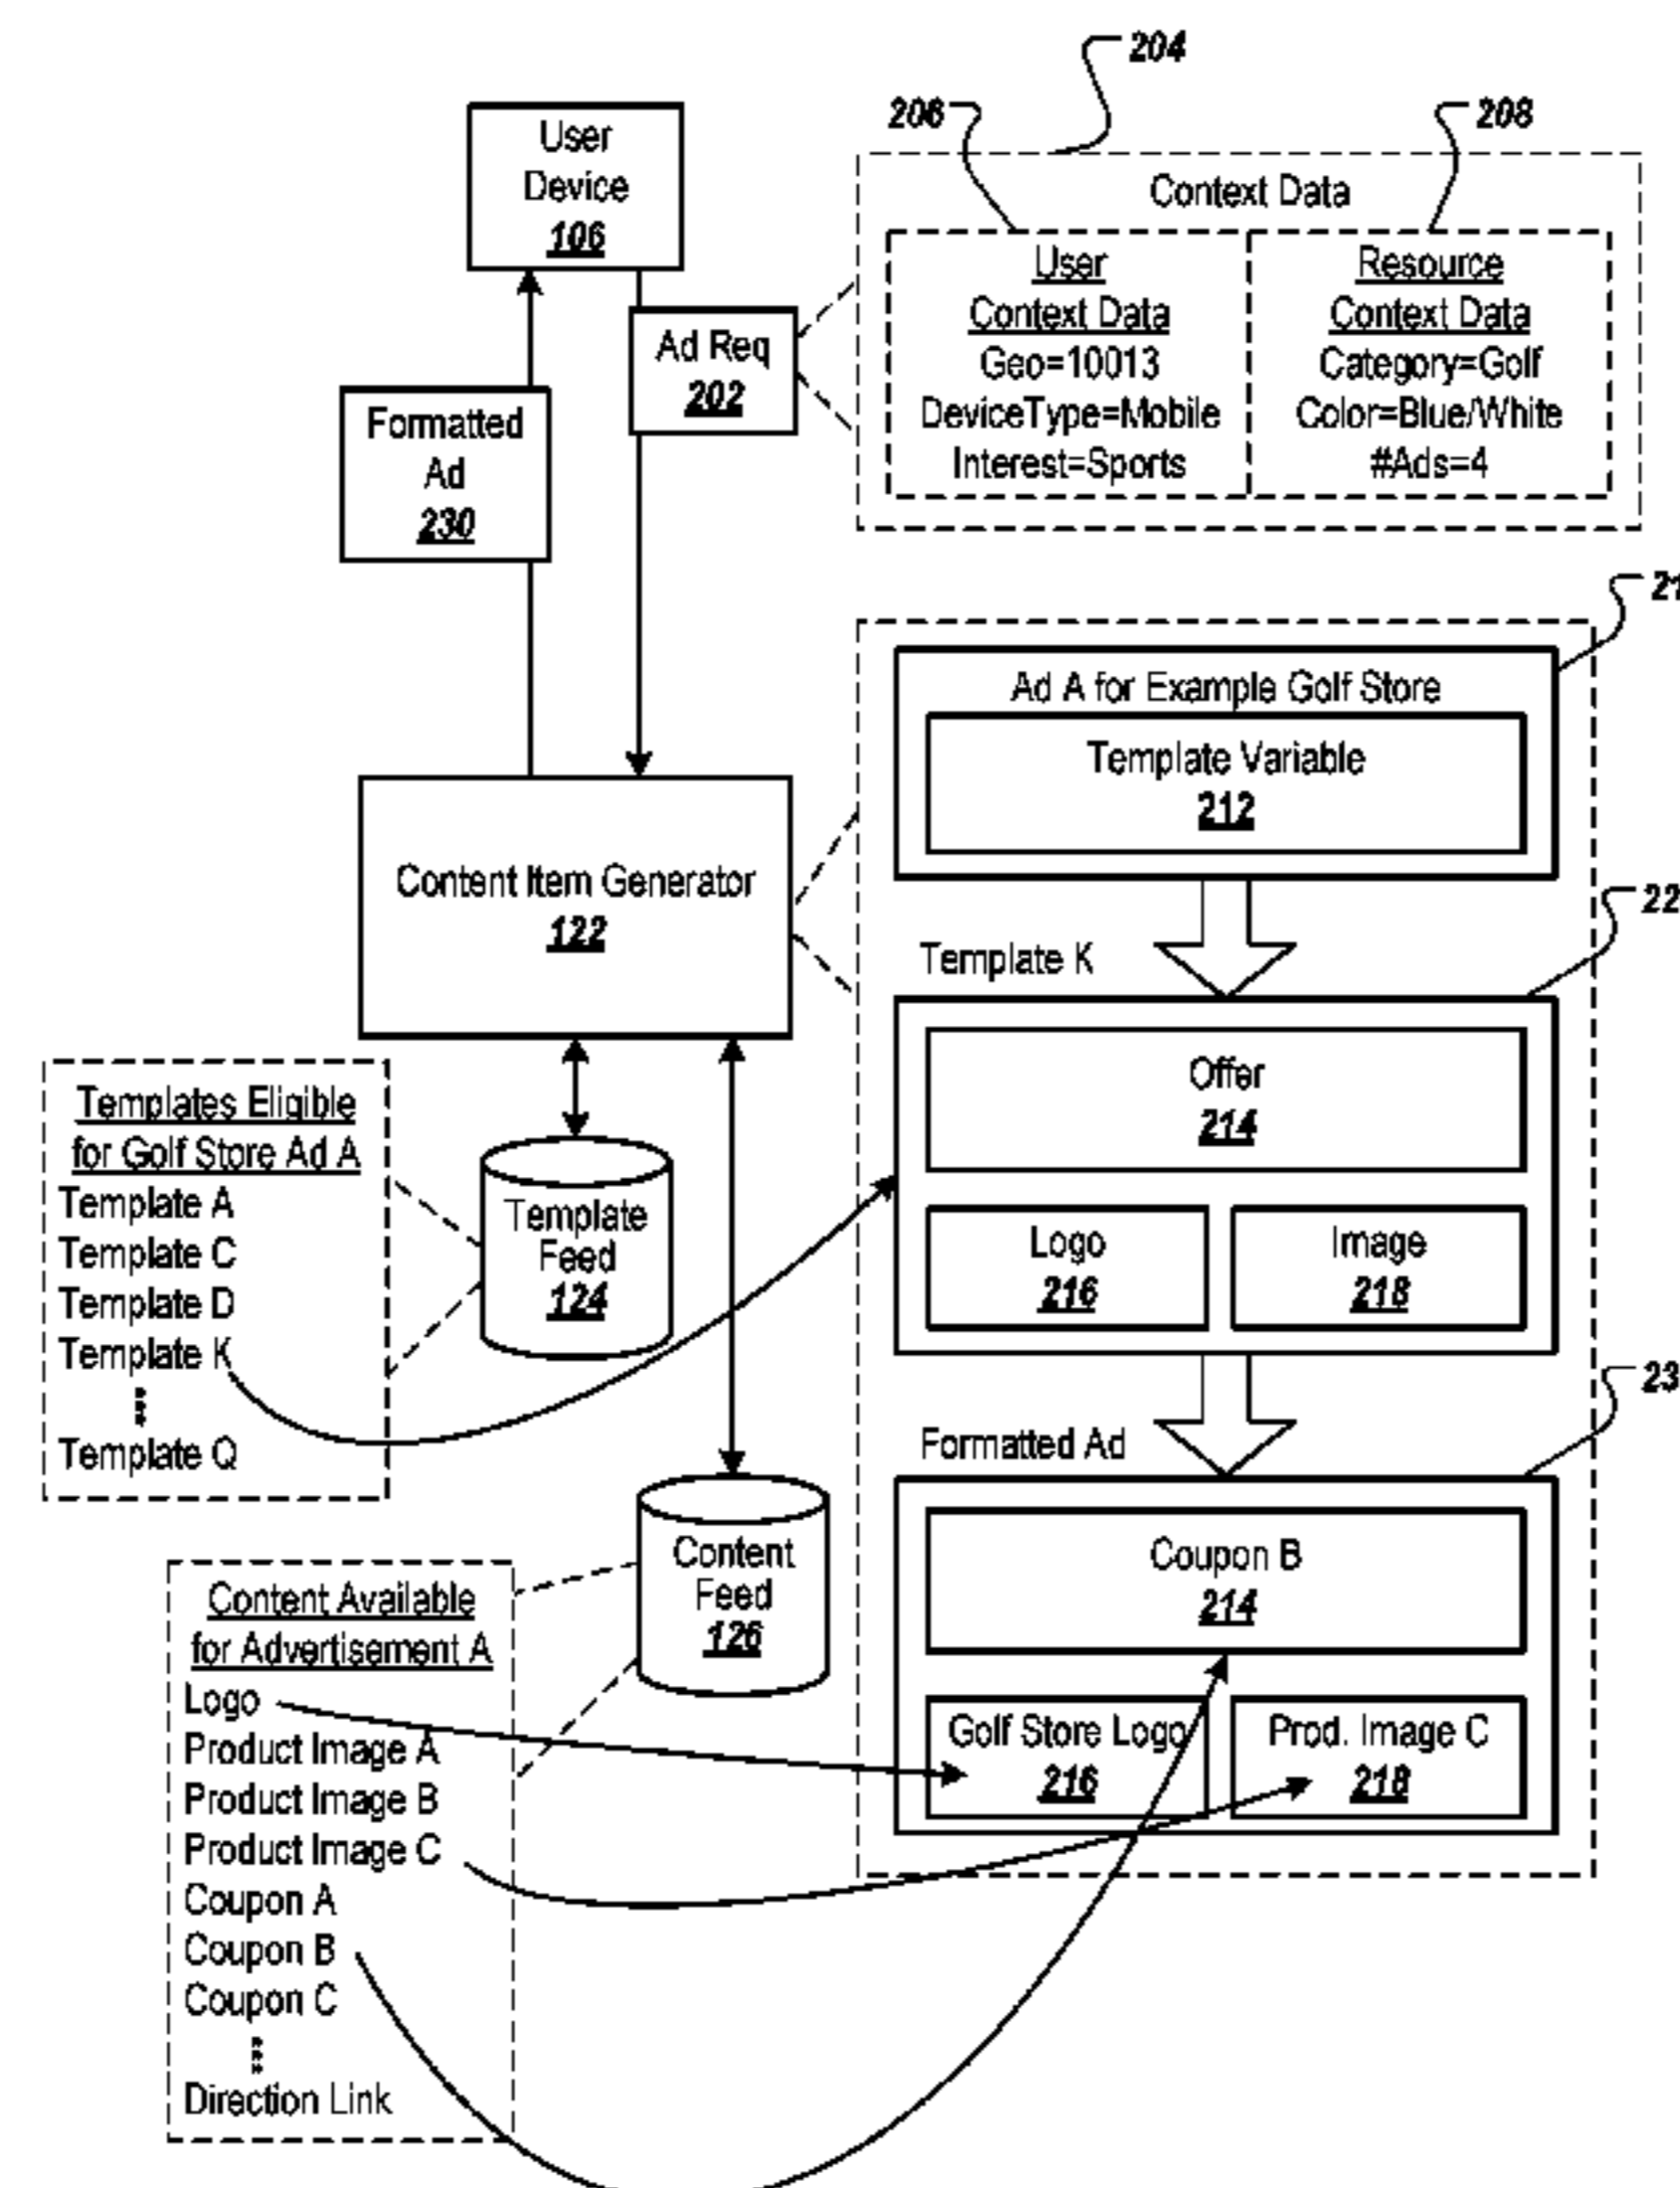 204
206
208
User
Device
106
Context Data
User
Context Data
Geo=10013
DeviceType=Mobile
Interest=Sports
Resource
Context Data
Category=Golf
Color=Blue/White
#Ads=4
Ad Req
202
Formatted
Ad
230
21
Ad A for Example Golf Store
Template Variable
212
Content Item Generator
122
22
Template K
Offer
214
Logo
216
Image
218
Templates Eligible
for Golf Store Ad A
Template A
Template C
Template D
Template K
Template Q
Template
Feed
124
23
Formatted Ad
Coupon B
214
Golf Store Logo
216
Prod. Image C
218
Content
Feed
126
Content Available
for Advertisement A
Logo
Product Image A
Product Image B
Product Image C
Coupon A
Coupon B
Coupon C
Direction Link